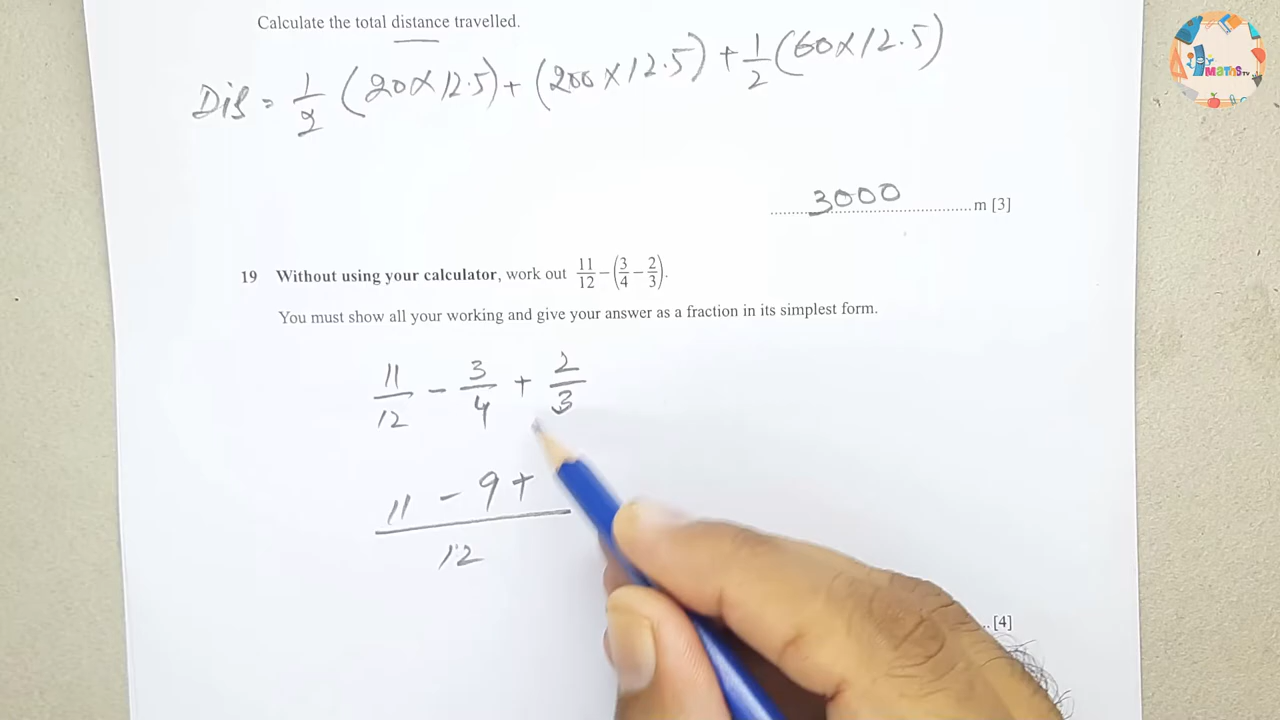 Calculate the total distance travelled.
Dis = 1/2 (20×12.5) + (200×12.5) + 1/2 (60×12.5)
3000 m [3]
19 Without using your calculator, work out 11/12 − (3/4 − 2/3).
You must show all your working and give your answer as a fraction in its simplest form.
11/12 − 3/4 + 2/3
11 − 9 +
12
[4]
MATHS TV